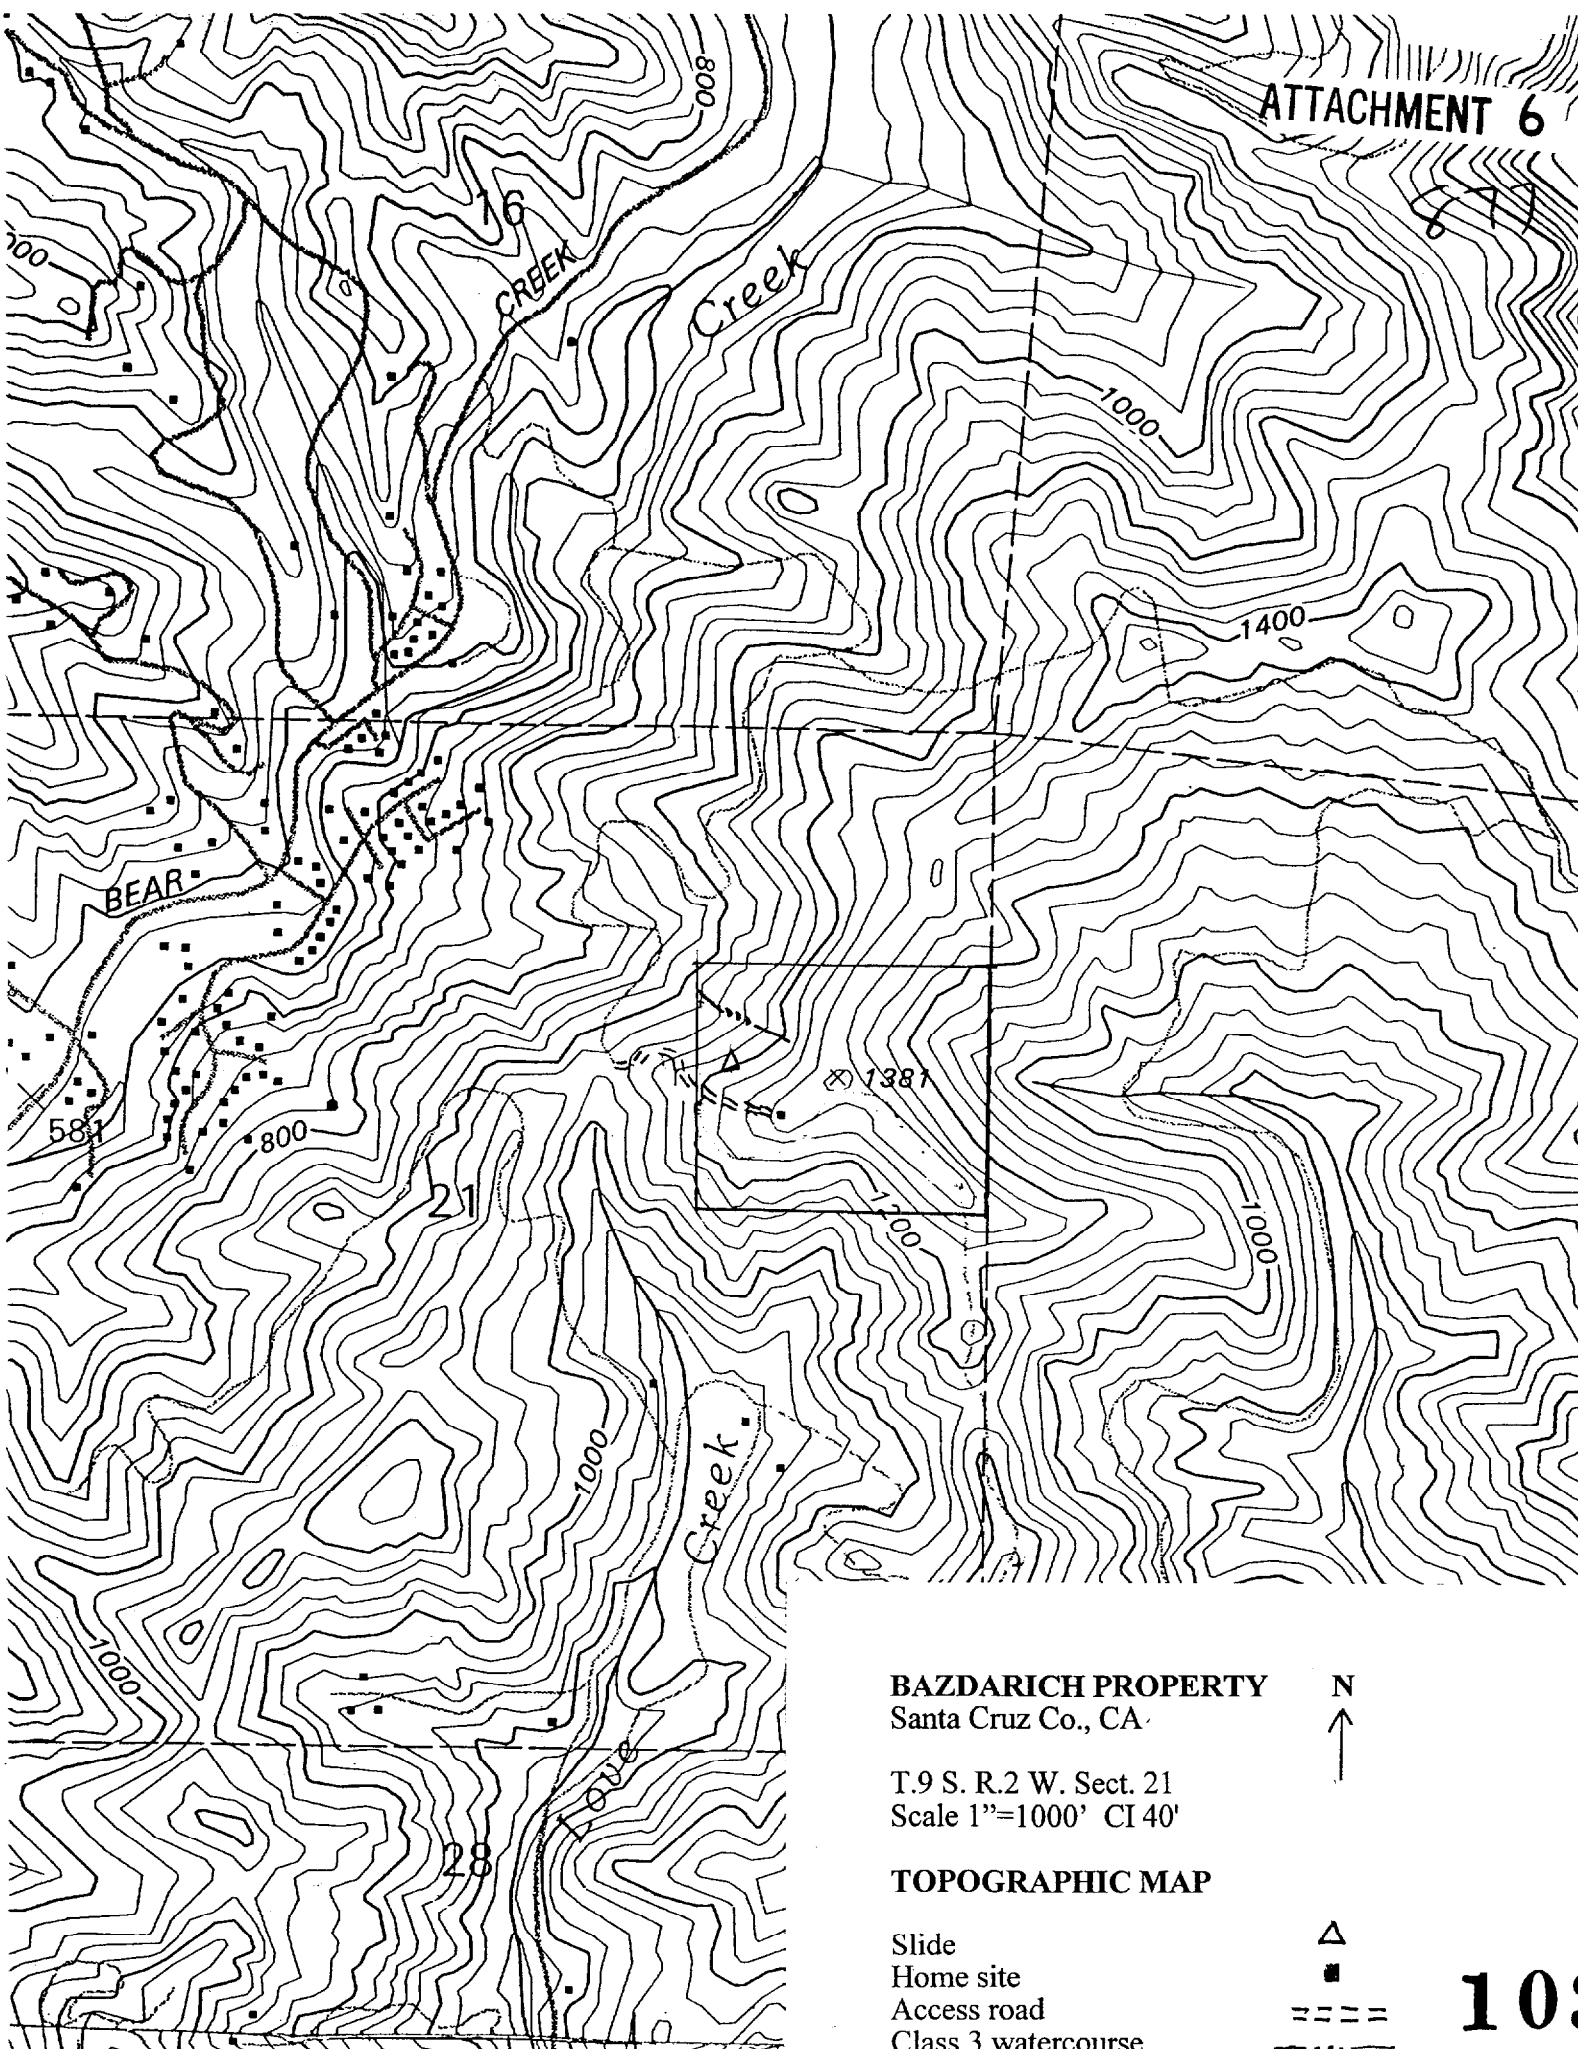 800
ATTACHMENT 6
877
16
CREEK
Creek
1000
1400
BEAR
1381
581
800
21
1200
1000
1000
Creek
1000
Love
28
BAZDARICH PROPERTY N
Santa Cruz Co., CA
T.9 S. R.2 W. Sect. 21
Scale 1”=1000’ CI 40'
TOPOGRAPHIC MAP
Slide
Home site
Access road
Class 3 watercourse